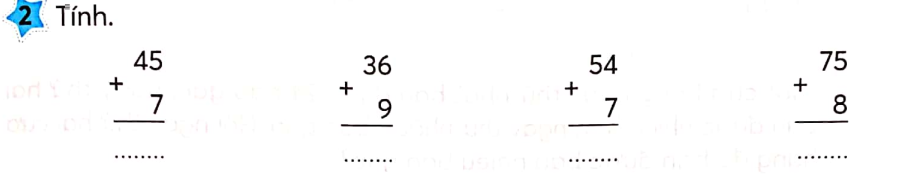 2 Tính.
45 36 54 75
+ + + +
7 9 7 8
........ ........ ........ ........